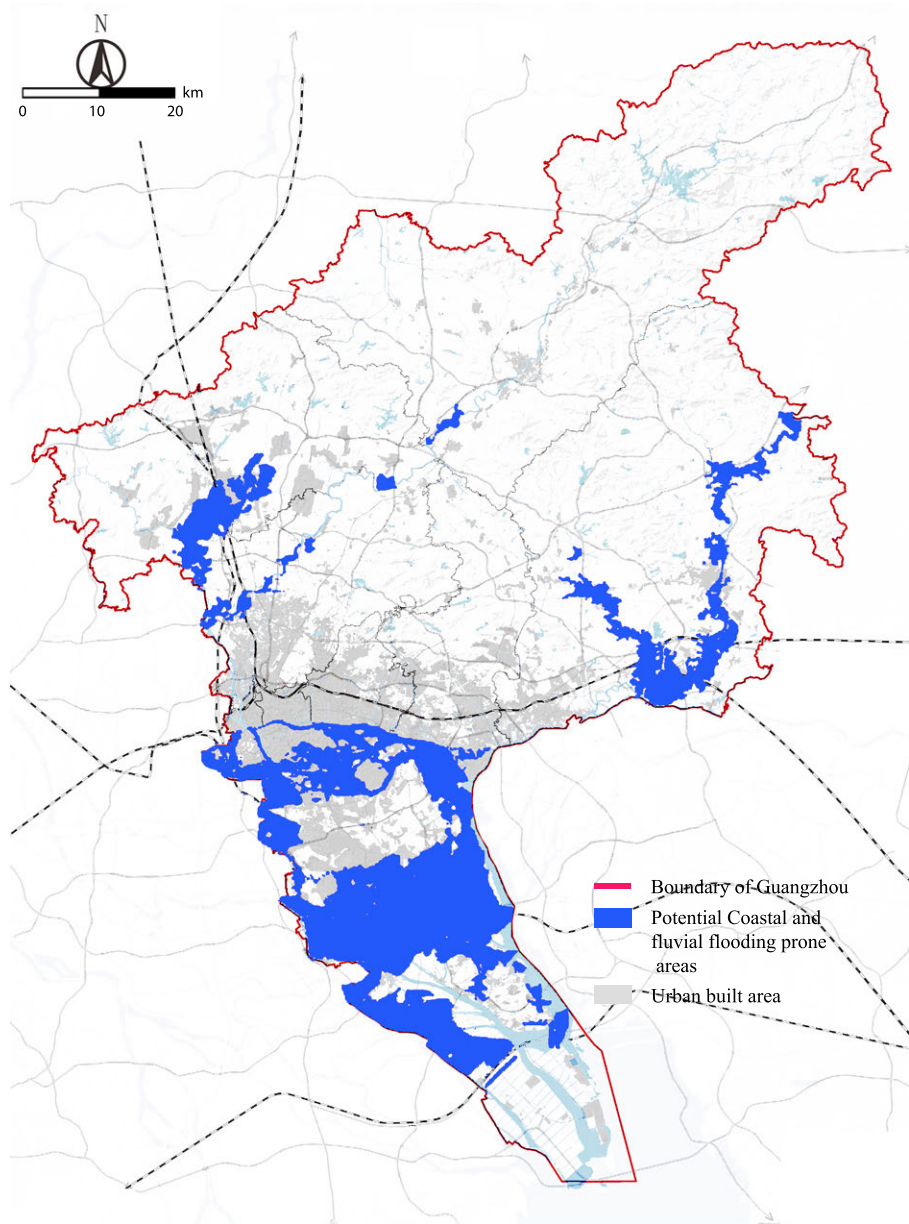 N
km
0 10 20
Boundary of Guangzhou
Potential Coastal and
fluvial flooding prone
areas
Urban built area